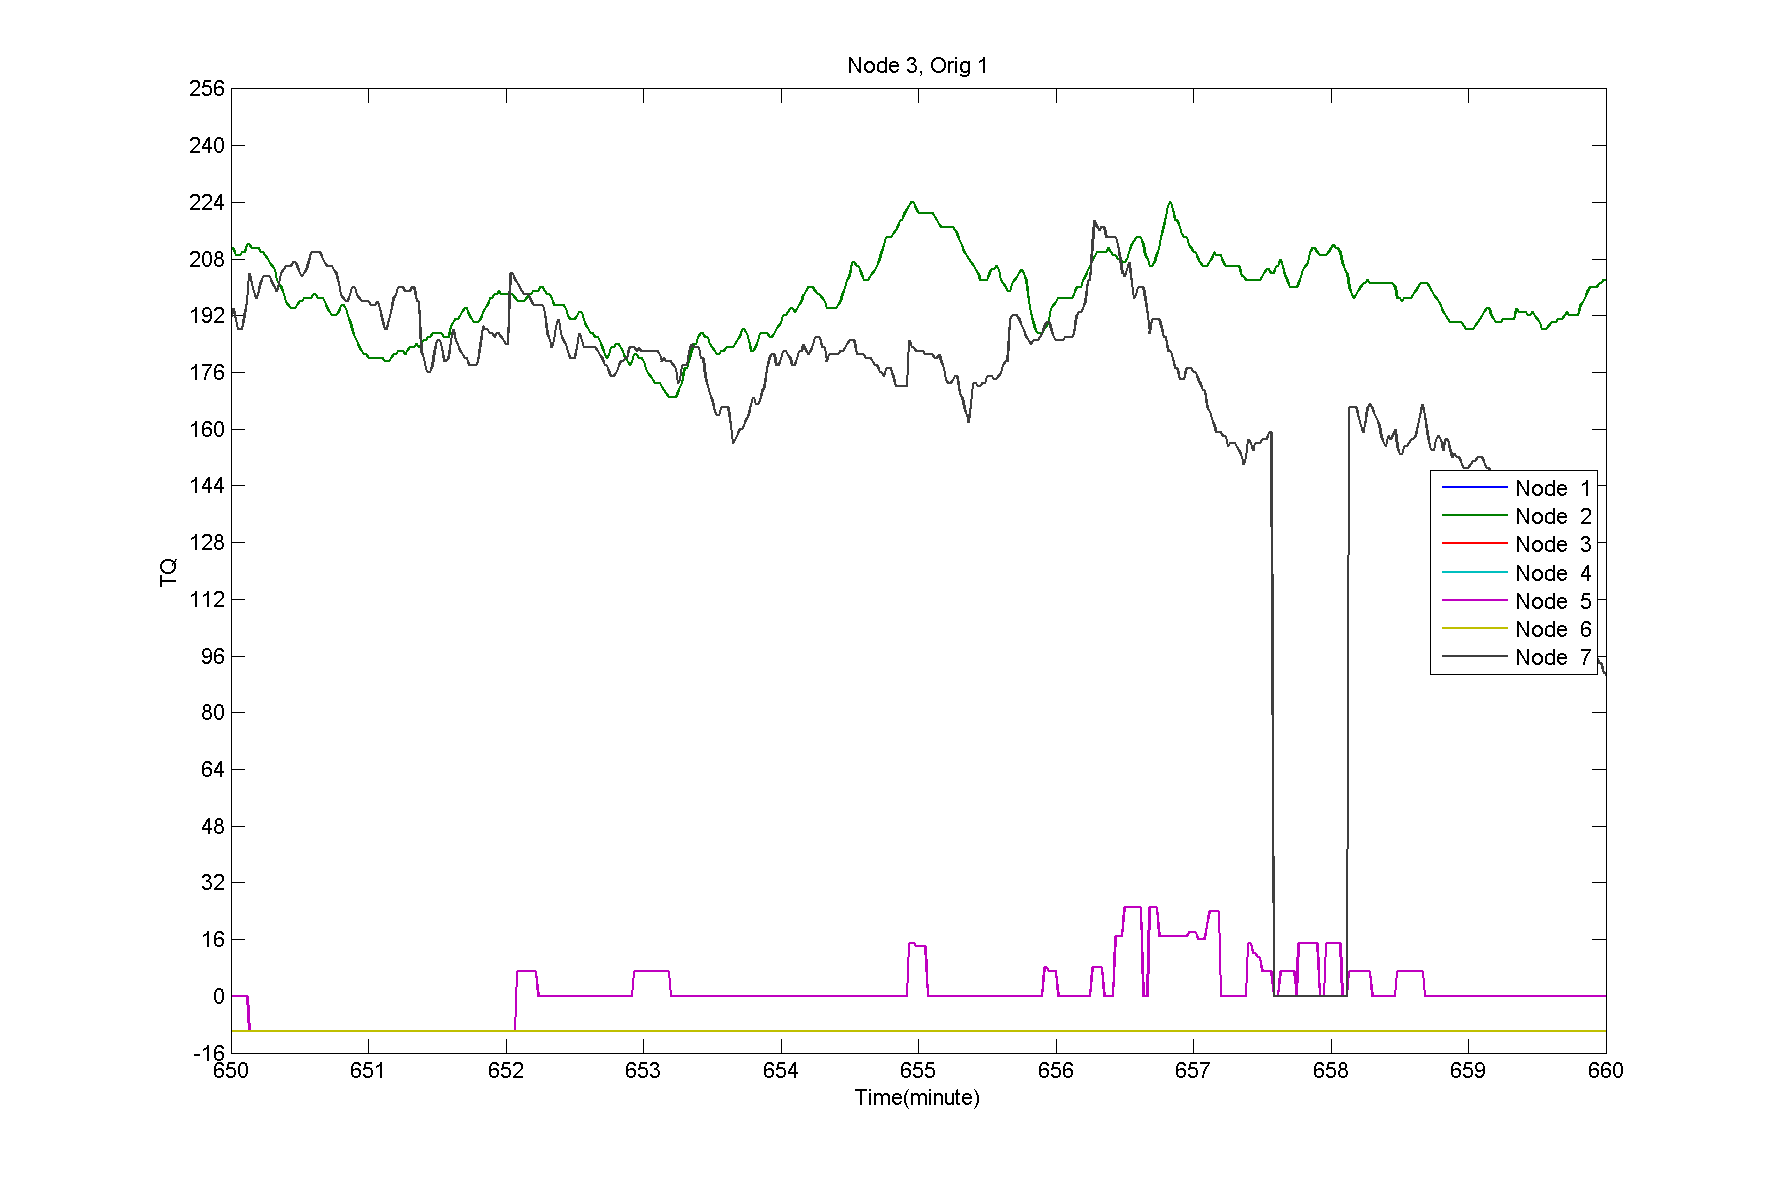 Node 3, Orig 1
256
240
224
208
192
176
160
144
128
112
96
80
64
48
32
16
0
-16
TQ
Node 1
Node 2
Node 3
Node 4
Node 5
Node 6
Node 7
650 651 652 653 654 655 656 657 658 659 660
Time(minute)